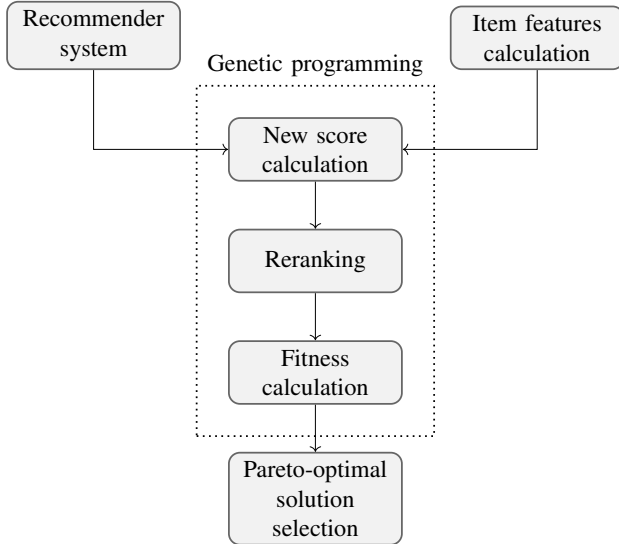 Recommender
system
Item features
calculation
Genetic programming
New score
calculation
Reranking
Fitness
calculation
Pareto-optimal
solution
selection